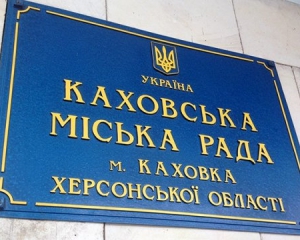 УКРАЇНА
КАХОВСЬКА
МІСЬКА РАДА
м. КАХОВКА
ХЕРСОНСЬКОЇ ОБЛАСТІ